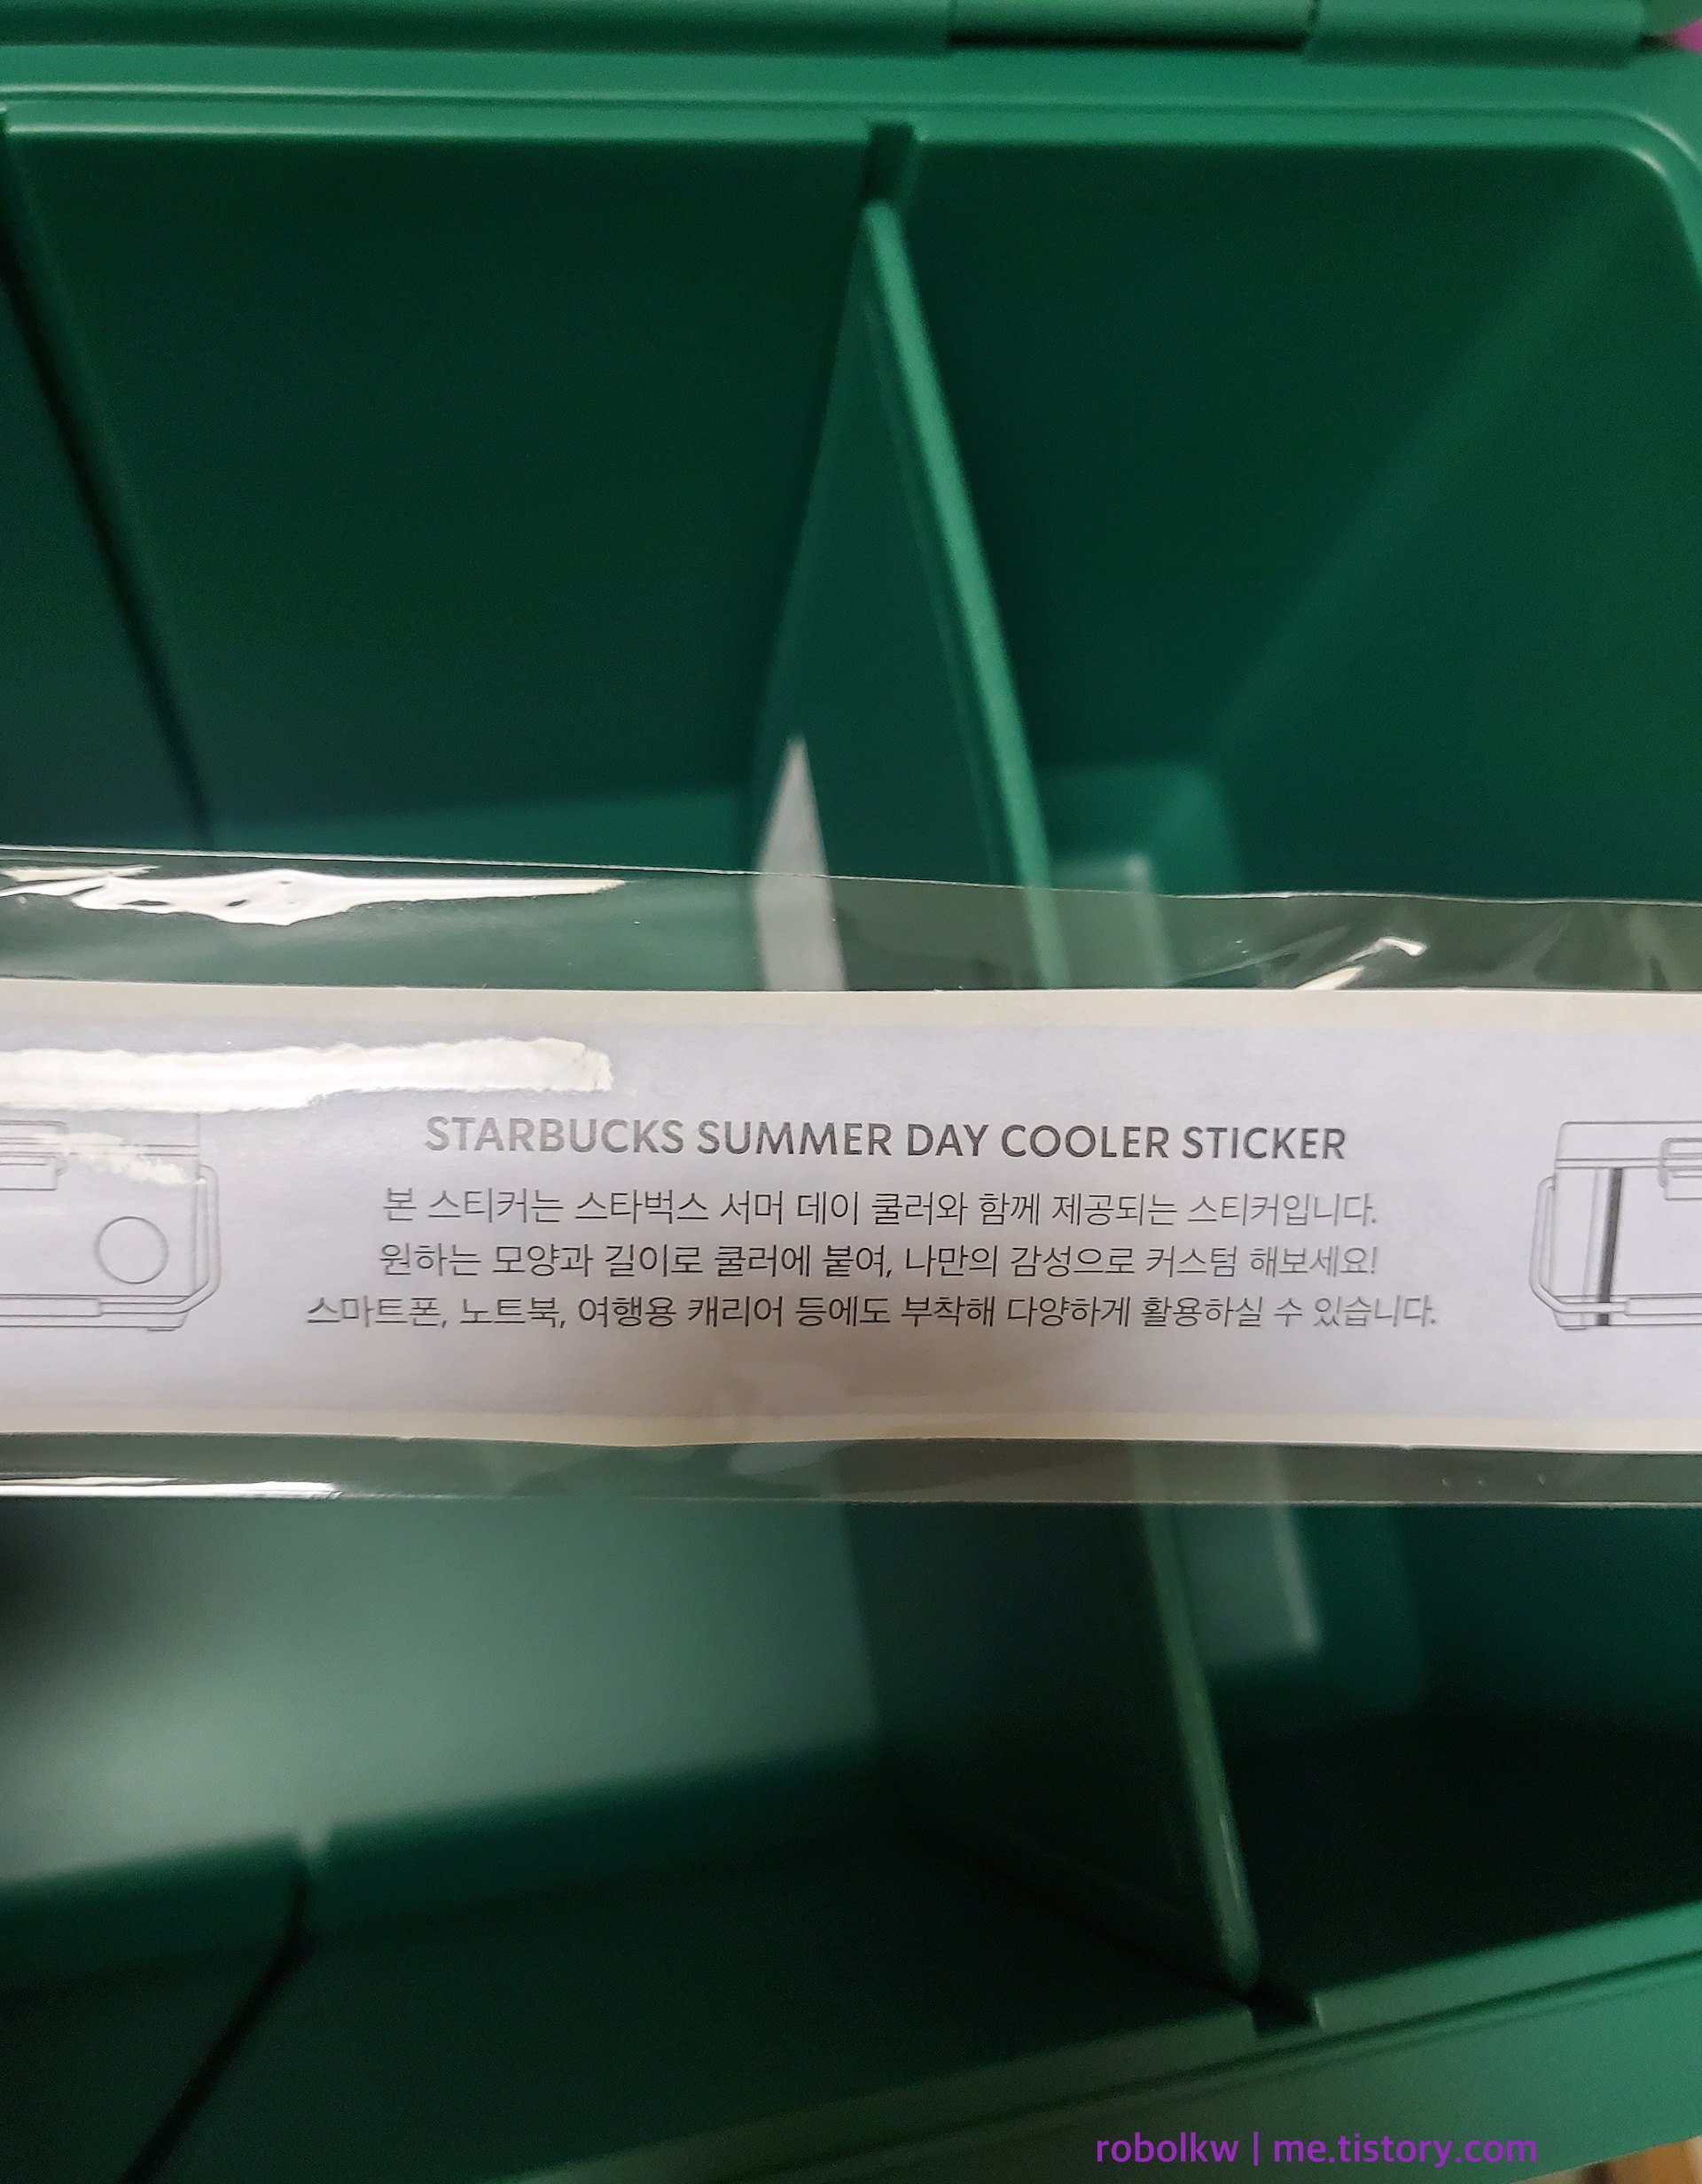 STARBUCKS SUMMER DAY COOLER STICKER
본 스티커는 스타벅스 서머 데이 쿨러와 함께 제공되는 스티커입니다.
원하는 모양과 길이로 쿨러에 붙여, 나만의 감성으로 커스텀 해보세요!
스마트폰, 노트북, 여행용 캐리어 등에도 부착해 다양하게 활용하실 수 있습니다.
robolkw | me.tistory.com